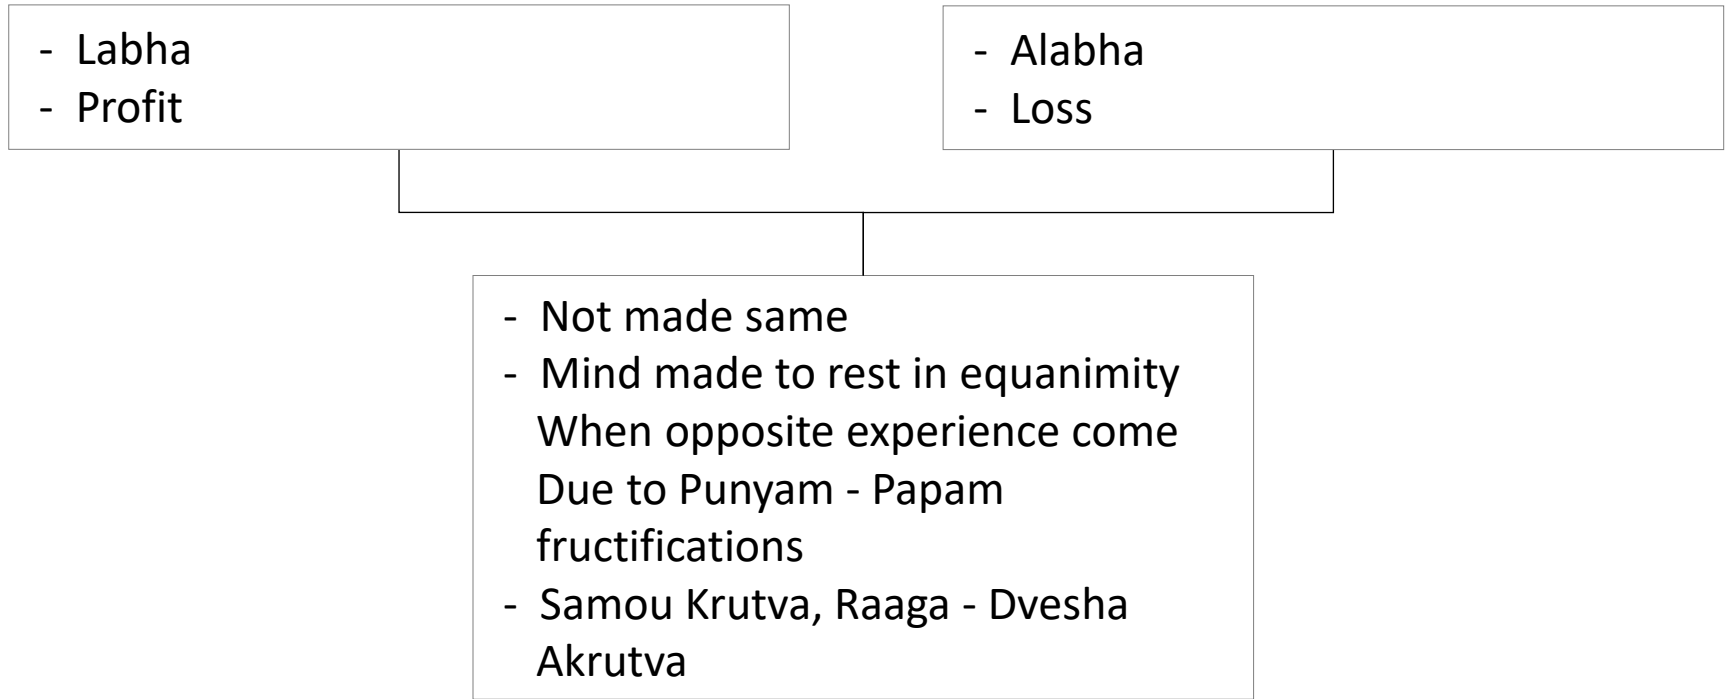 - Labha
- Profit
- Alabha
- Loss
- Not made same
- Mind made to rest in equanimity
When opposite experience come
Due to Punyam - Papam
fructifications
- Samou Krutva, Raaga - Dvesha
Akrutva